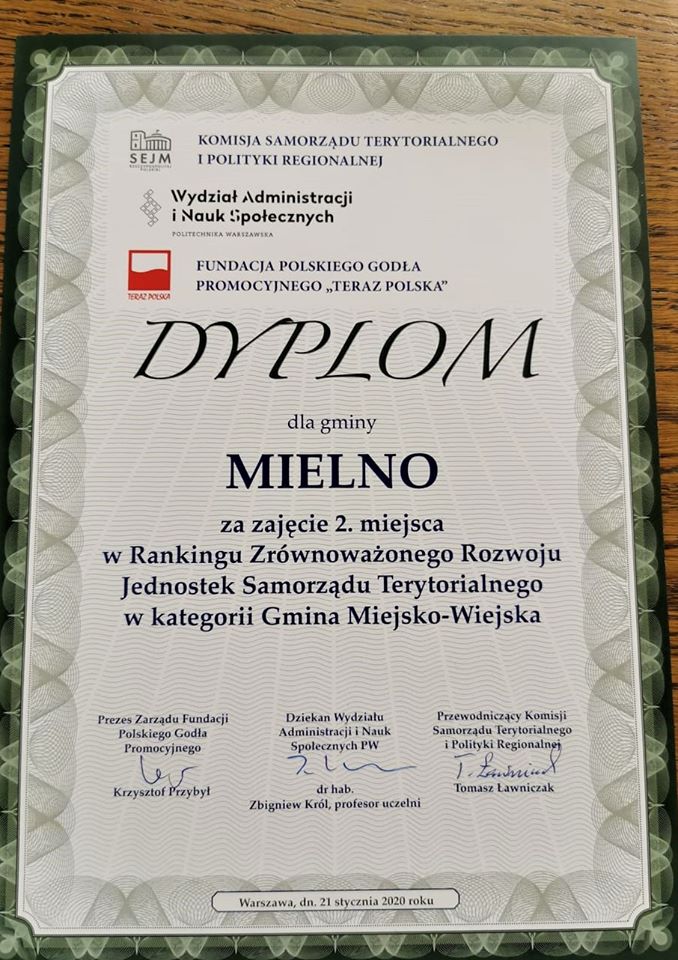 SEJM
RZECZYPOSPOLITEJ
POLSKIEJ
KOMISJA SAMORZĄDU TERYTORIALNEGO
I POLITYKI REGIONALNEJ
Wydział Administracji
i Nauk Społecznych
POLITECHNIKA WARSZAWSKA
TERAZ POLSKA
FUNDACJA POLSKIEGO GODŁA
PROMOCYJNEGO „TERAZ POLSKA”
DYPLOM
dla gminy
MIELNO
za zajęcie 2. miejsca
w Rankingu Zrównoważonego Rozwoju
Jednostek Samorządu Terytorialnego
w kategorii Gmina Miejsko-Wiejska
Prezes Zarządu Fundacji
Polskiego Godła
Promocyjnego
Krzysztof Przybył
Dziekan Wydziału
Administracji i Nauk
Społecznych PW
dr hab.
Zbigniew Król, profesor uczelni
Przewodniczący Komisji
Samorządu Terytorialnego
i Polityki Regionalnej
T. Ławniczak
Tomasz Ławniczak
Warszawa, dn. 21 stycznia 2020 roku